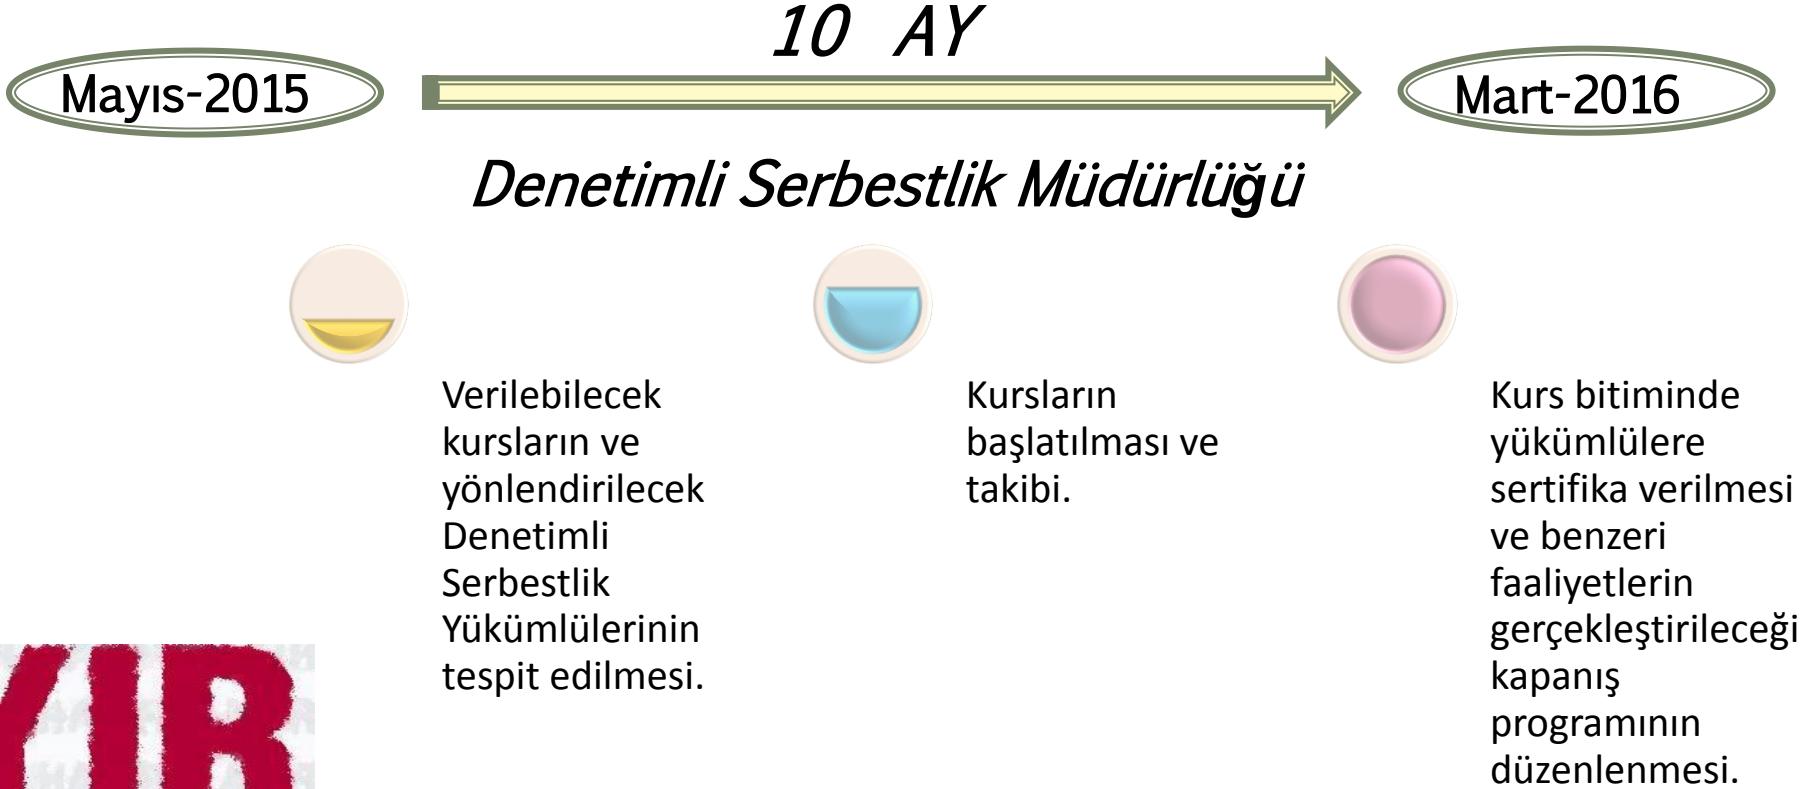 10 AY
Mayıs-2015
Mart-2016
Denetimli Serbestlik Müdürlüğü
Verilebilecek
kursların ve
yönlendirilecek
Denetimli
Serbestlik
Yükümlülerinin
tespit edilmesi.
Kursların
başlatılması ve
takibi.
Kurs bitiminde
yükümlülere
sertifika verilmesi
ve benzeri
faaliyetlerin
gerçekleştirileceği
kapanış
programının
düzenlenmesi.
YIR